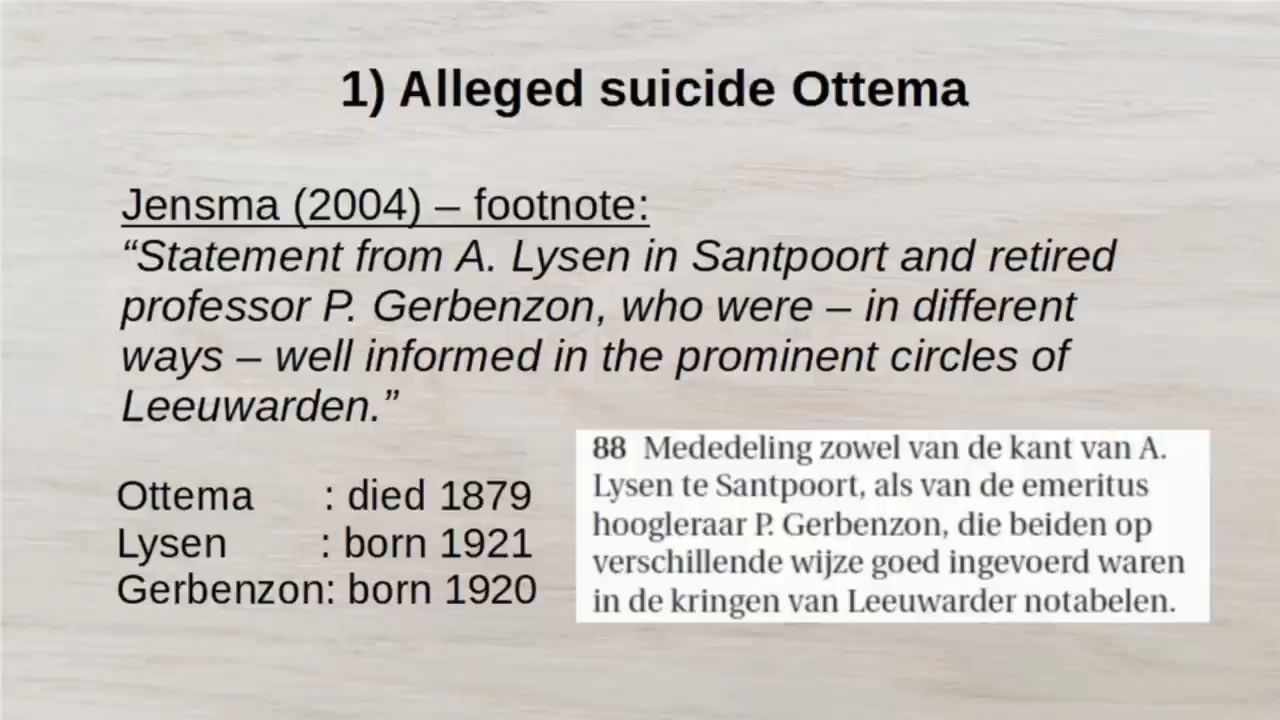 1) Alleged suicide Ottema
Jensma (2004) – footnote:
“Statement from A. Lysen in Santpoort and retired
professor P. Gerbenzon, who were – in different
ways – well informed in the prominent circles of
Leeuwarden.”
Ottema : died 1879
Lysen : born 1921
Gerbenzon: born 1920
88 Mededeling zowel van de kant van A.
Lysen te Santpoort, als van de emeritus
hoogleraar P. Gerbenzon, die beiden op
verschillende wijze goed ingevoerd waren
in de kringen van Leeuwarder notabelen.